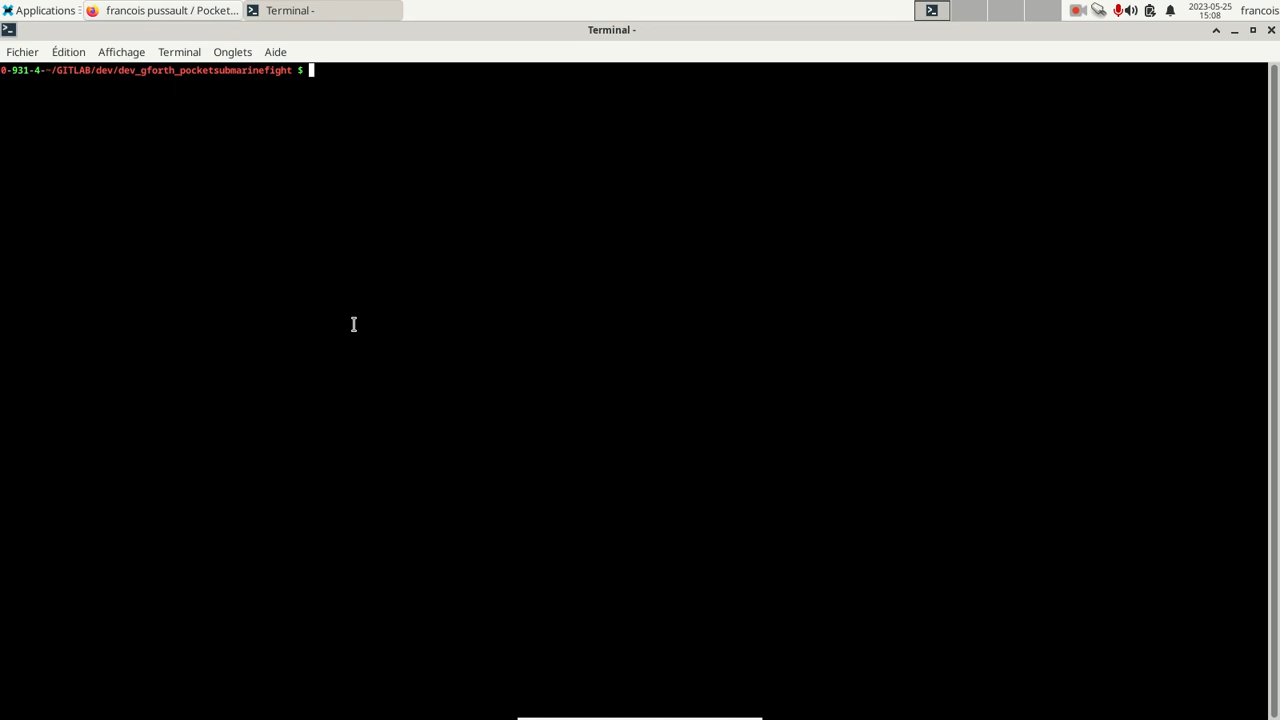 Applications francois pussault / Pocket... Terminal - 2023-05-25 francois
15:08
Terminal -
Fichier Édition Affichage Terminal Onglets Aide
0-931-4-~/GITLAB/dev/dev_gforth_pocketsubmarinefight $